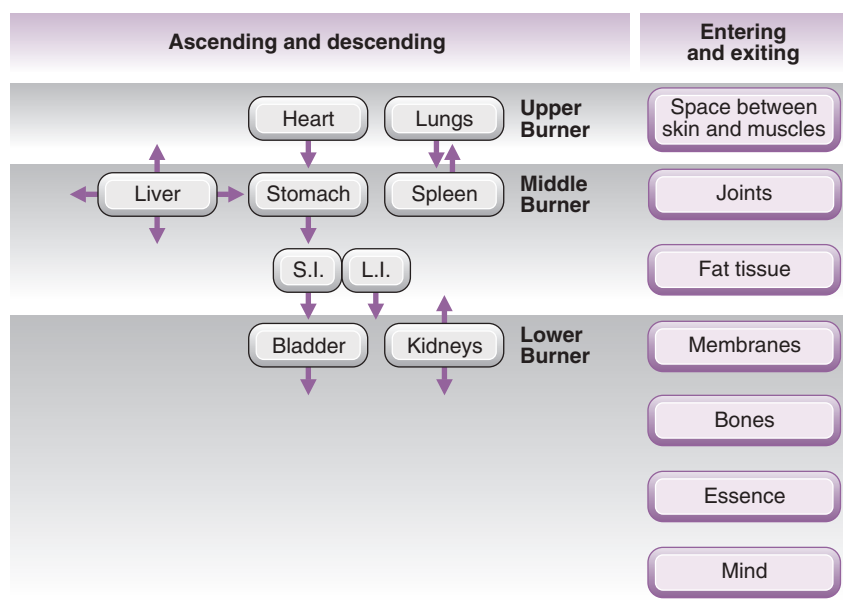 Ascending and descending
Entering
and exiting
Heart
Lungs
Upper
Burner
Space between
skin and muscles
Liver
Stomach
Spleen
Middle
Burner
Joints
S.I.
L.I.
Fat tissue
Bladder
Kidneys
Lower
Burner
Membranes
Bones
Essence
Mind